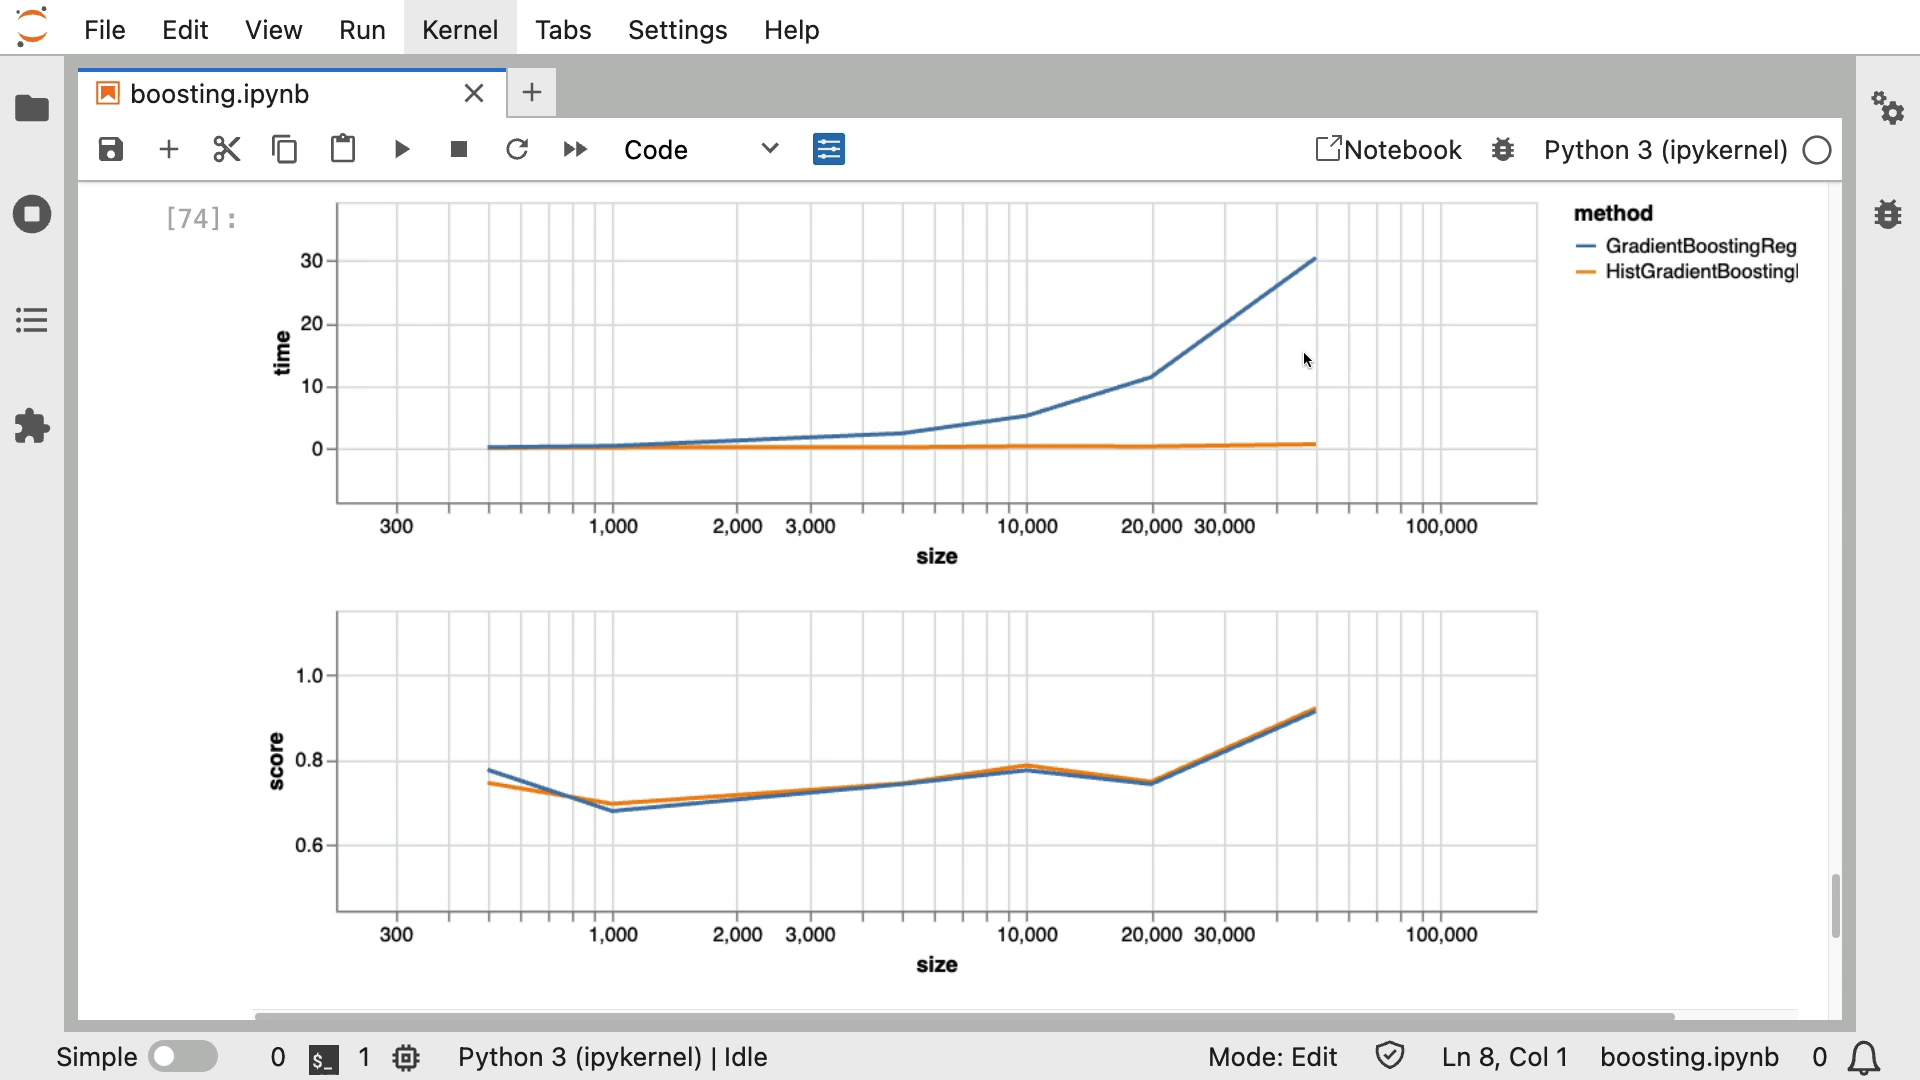 File Edit View Run Kernel Tabs Settings Help
boosting.ipynb
Code Notebook Python 3 (ipykernel)
[74]:
method
GradientBoostingReg
HistGradientBoosting
30
20
10
0
time
300 1,000 2,000 3,000 10,000 20,000 30,000 100,000
size
1.0
0.8
0.6
score
300 1,000 2,000 3,000 10,000 20,000 30,000 100,000
size
Simple 0 $_ 1 Python 3 (ipykernel) | Idle Mode: Edit Ln 8, Col 1 boosting.ipynb 0